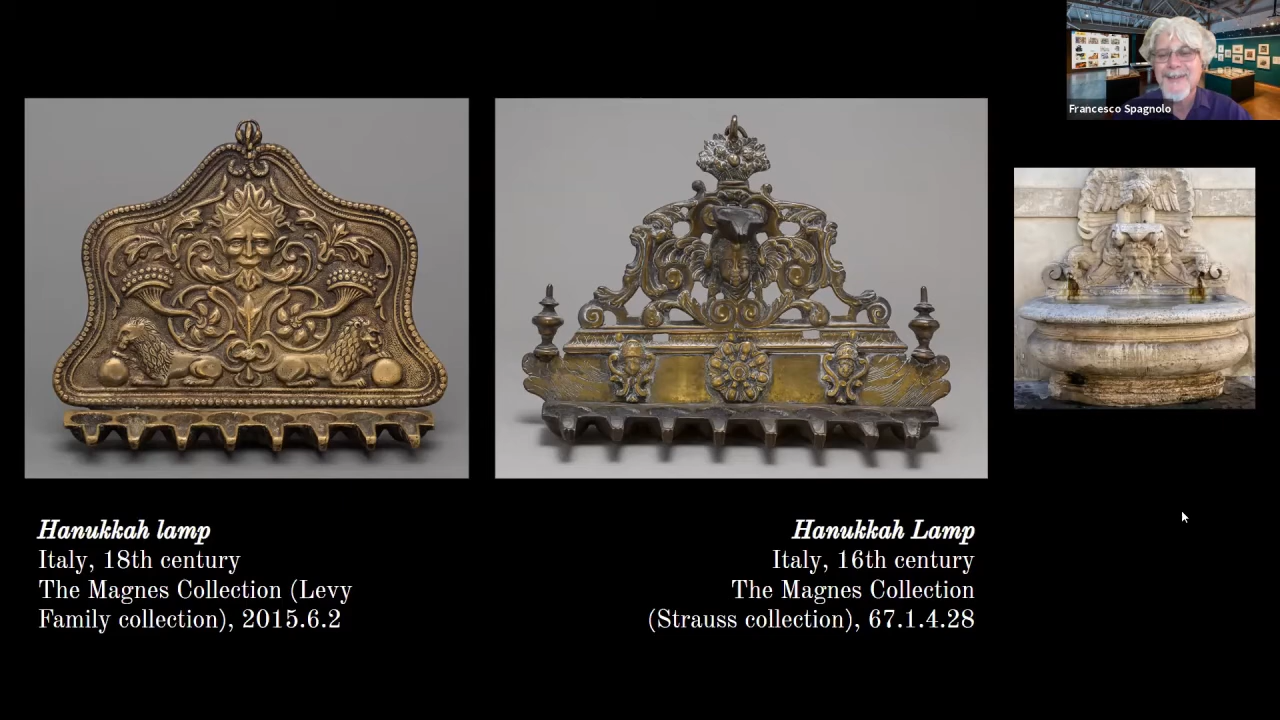 Francesco Spagnolo
Hanukkah lamp
Italy, 18th century
The Magnes Collection (Levy
Family collection), 2015.6.2
Hanukkah Lamp
Italy, 16th century
The Magnes Collection
(Strauss collection), 67.1.4.28